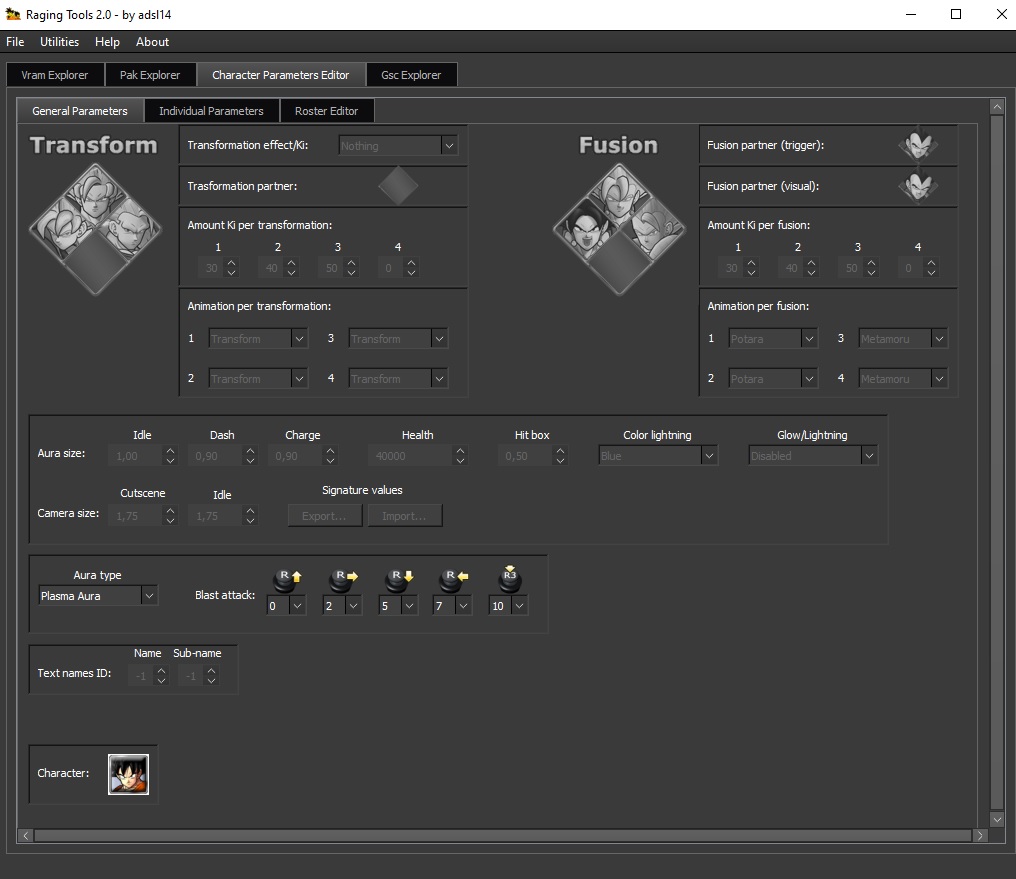 Raging Tools 2.0 - by adsl14
File Utilities Help About
Vram Explorer Pak Explorer Character Parameters Editor Gsc Explorer
General Parameters Individual Parameters Roster Editor
Transform
Transformation effect/Ki: Nothing
Trasformation partner:
Amount Ki per transformation:
1 2 3 4
30 40 50 0
Animation per transformation:
1 Transform 3 Transform
2 Transform 4 Transform
Fusion
Fusion partner (trigger):
Fusion partner (visual):
Amount Ki per fusion:
1 2 3 4
30 40 50 0
Animation per fusion:
1 Potara 3 Metamoru
2 Potara 4 Metamoru
Idle Dash Charge Health Hit box Color lightning Glow/Lightning
Aura size: 1,00 0,90 0,90 40000 0,50 Blue Disabled
Cutscene Idle Signature values
Camera size: 1,75 1,75 Export... Import...
Aura type R R R R R3
Plasma Aura Blast attack: 0 2 5 7 10
Name Sub-name
Text names ID: -1 -1
Character: